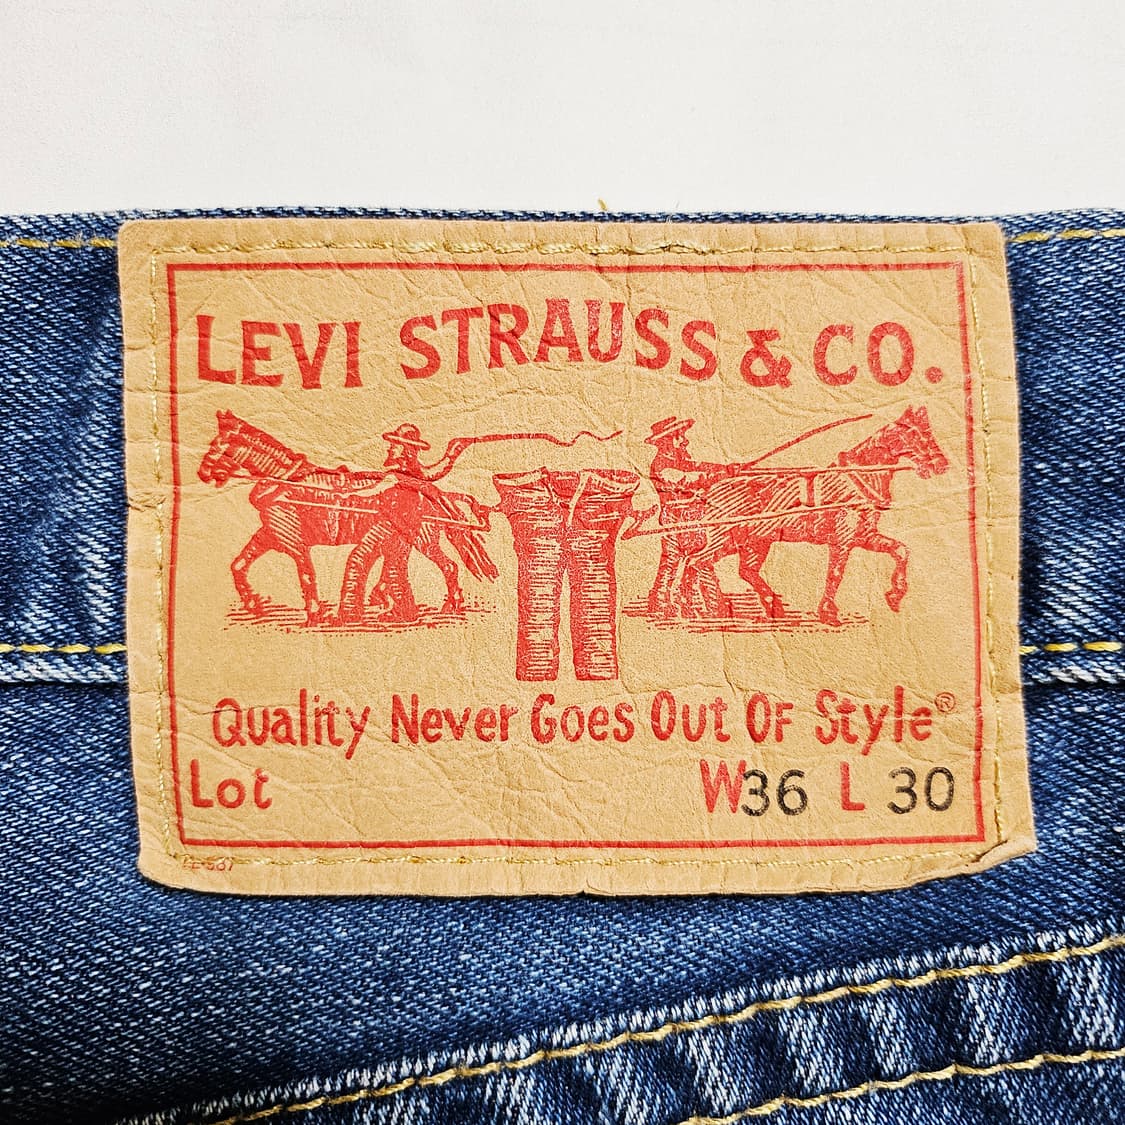 LEVI STRAUSS & CO.
Quality Never Goes Out Of Style®
Lot W36 L 30